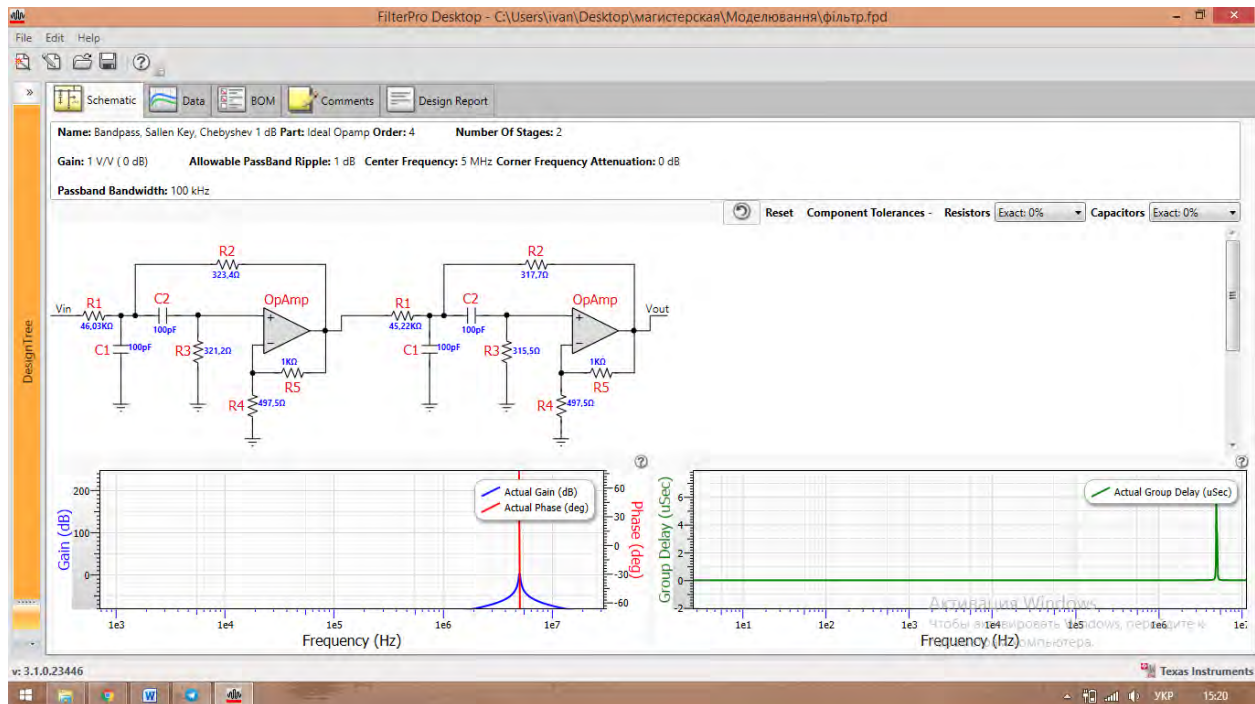 FilterPro Desktop - C:\Users\ivan\Desktop\магистерская\Моделювання\фільтр.fpd
File Edit Help
Schematic Data BOM Comments Design Report
Name: Bandpass, Sallen Key, Chebyshev 1 dB Part: Ideal Opamp Order: 4 Number Of Stages: 2
Gain: 1 V/V ( 0 dB) Allowable PassBand Ripple: 1 dB Center Frequency: 5 MHz Corner Frequency Attenuation: 0 dB
Passband Bandwidth: 100 kHz
Reset Component Tolerances - Resistors Exact: 0% Capacitors Exact: 0%
DesignTree
R2 R2
323,4Ω 317,7Ω
Vin R1 C2 OpAmp R1 C2 OpAmp Vout
46,03KΩ 100pF 45,22KΩ 100pF
C1 100pF R3 321,2Ω C1 100pF R3 315,5Ω
1KΩ 1KΩ
R5 R5
R4 497,5Ω R4 497,5Ω
Gain (dB)
200
100
0
Actual Gain (dB)
Actual Phase (deg)
60
30
0
-30
-60
Phase (deg)
1e3 1e4 1e5 1e6 1e7
Frequency (Hz)
Group Delay (uSec)
6
4
2
0
-2
Actual Group Delay (uSec)
1e1 1e2 1e3 1e4 1e5 1e6 1e7
Frequency (Hz)
Активация Windows
Чтобы активировать Windows, перейдите к
компьютера.
v: 3.1.0.23446
Texas Instruments
УКР 15:20